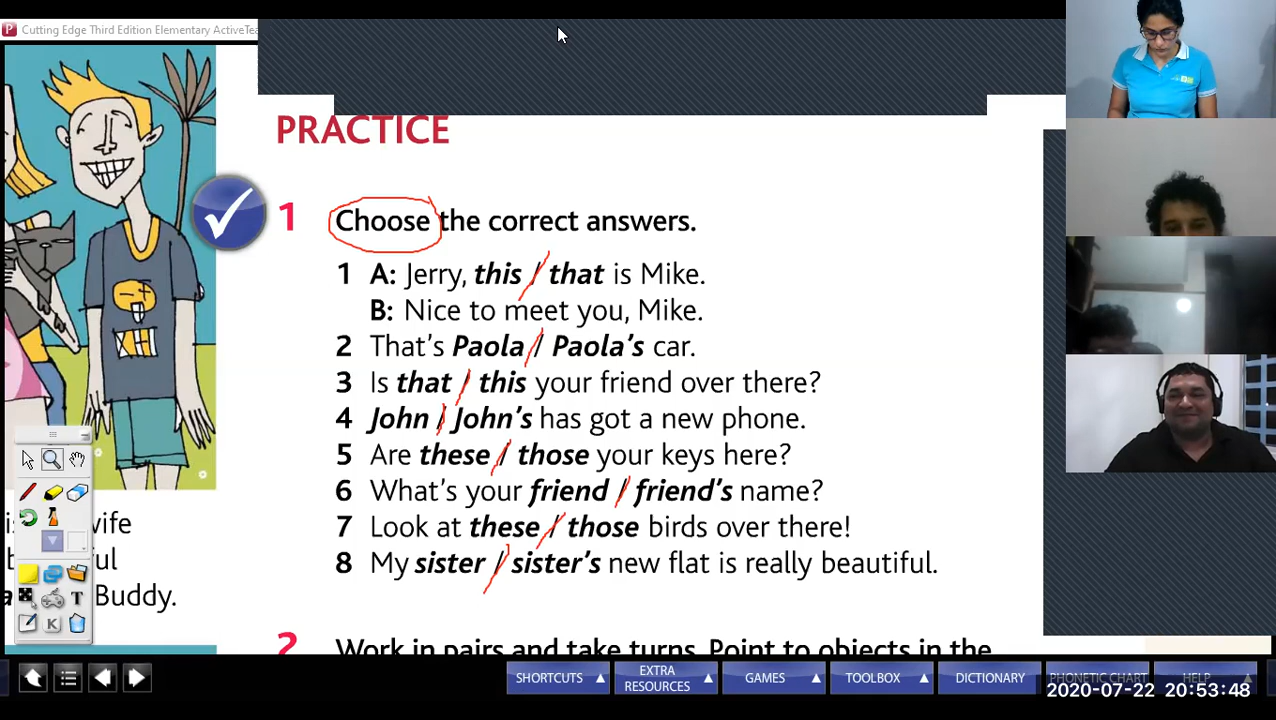 Cutting Edge Third Edition Elementary ActiveTea
PRACTICE
1 Choose the correct answers.
1 A: Jerry, this / that is Mike.
B: Nice to meet you, Mike.
2 That's Paola / Paola's car.
3 Is that / this your friend over there?
4 John / John's has got a new phone.
5 Are these / those your keys here?
6 What's your friend / friend's name?
7 Look at these / those birds over there!
8 My sister / sister's new flat is really beautiful.
2 Work in pairs and take turns. Point to objects in the
wife
ful
Buddy.
T
K
SHORTCUTS
EXTRA
RESOURCES
GAMES
TOOLBOX
DICTIONARY
PHONETIC CHART
HELP
2020-07-22 20:53:48